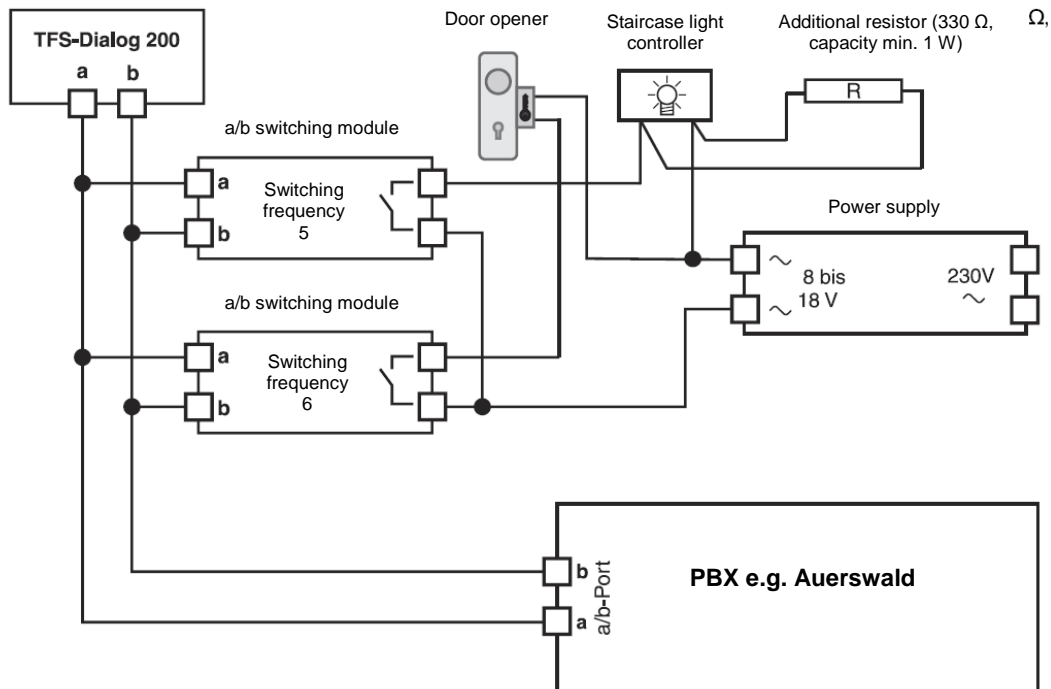 Door opener
Staircase light
controller
Additional resistor (330 Ω,
capacity min. 1 W)
Ω,
TFS-Dialog 200
a b
R
a/b switching module
a
b
Switching
frequency
5
Power supply
~
8 bis
18 V
~
230V
~
a/b switching module
a
b
Switching
frequency
6
b
a
a/b-Port
PBX e.g. Auerswald